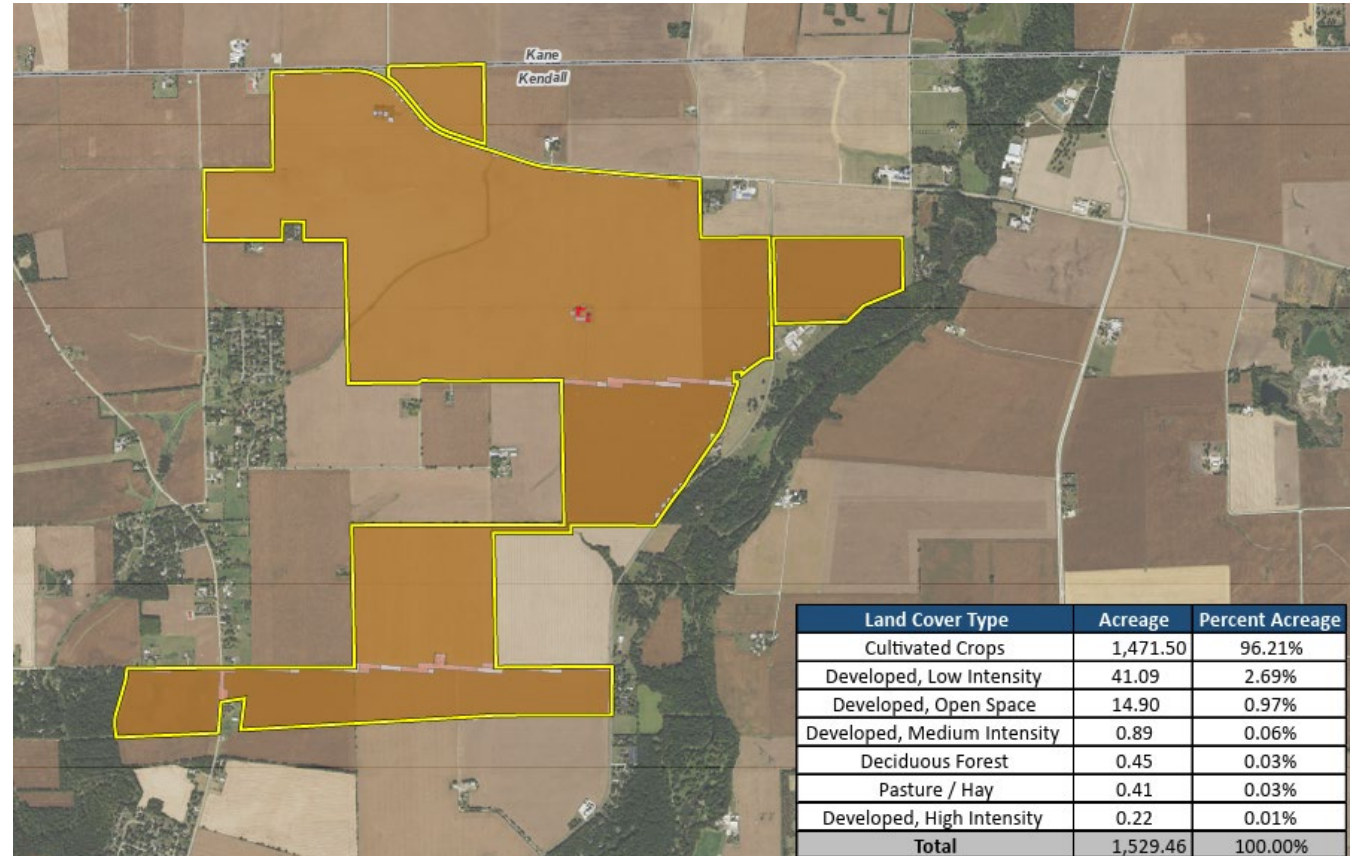 Kane
Kendall
Land Cover Type Acreage Percent Acreage
Cultivated Crops 1,471.50 96.21%
Developed, Low Intensity 41.09 2.69%
Developed, Open Space 14.90 0.97%
Developed, Medium Intensity 0.89 0.06%
Deciduous Forest 0.45 0.03%
Pasture / Hay 0.41 0.03%
Developed, High Intensity 0.22 0.01%
Total 1,529.46 100.00%